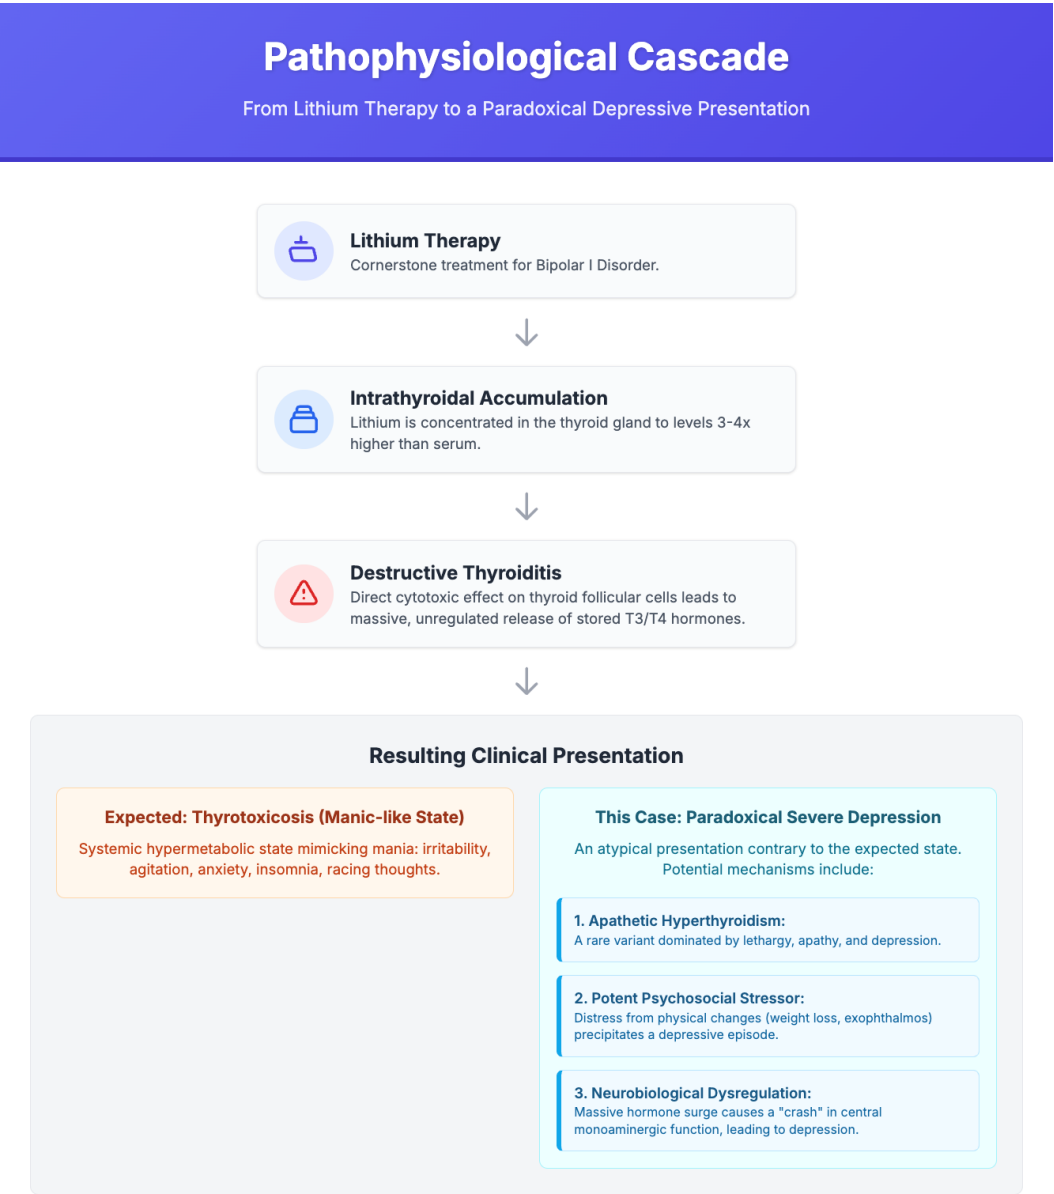 Pathophysiological Cascade
From Lithium Therapy to a Paradoxical Depressive Presentation
Lithium Therapy
Cornerstone treatment for Bipolar I Disorder.
Intrathyroidal Accumulation
Lithium is concentrated in the thyroid gland to levels 3-4x
higher than serum.
Destructive Thyroiditis
Direct cytotoxic effect on thyroid follicular cells leads to
massive, unregulated release of stored T3/T4 hormones.
Resulting Clinical Presentation
Expected: Thyrotoxicosis (Manic-like State)
Systemic hypermetabolic state mimicking mania: irritability,
agitation, anxiety, insomnia, racing thoughts.
This Case: Paradoxical Severe Depression
An atypical presentation contrary to the expected state.
Potential mechanisms include:
1. Apathetic Hyperthyroidism:
A rare variant dominated by lethargy, apathy, and depression.
2. Potent Psychosocial Stressor:
Distress from physical changes (weight loss, exophthalmos)
precipitates a depressive episode.
3. Neurobiological Dysregulation:
Massive hormone surge causes a "crash" in central
monoaminergic function, leading to depression.